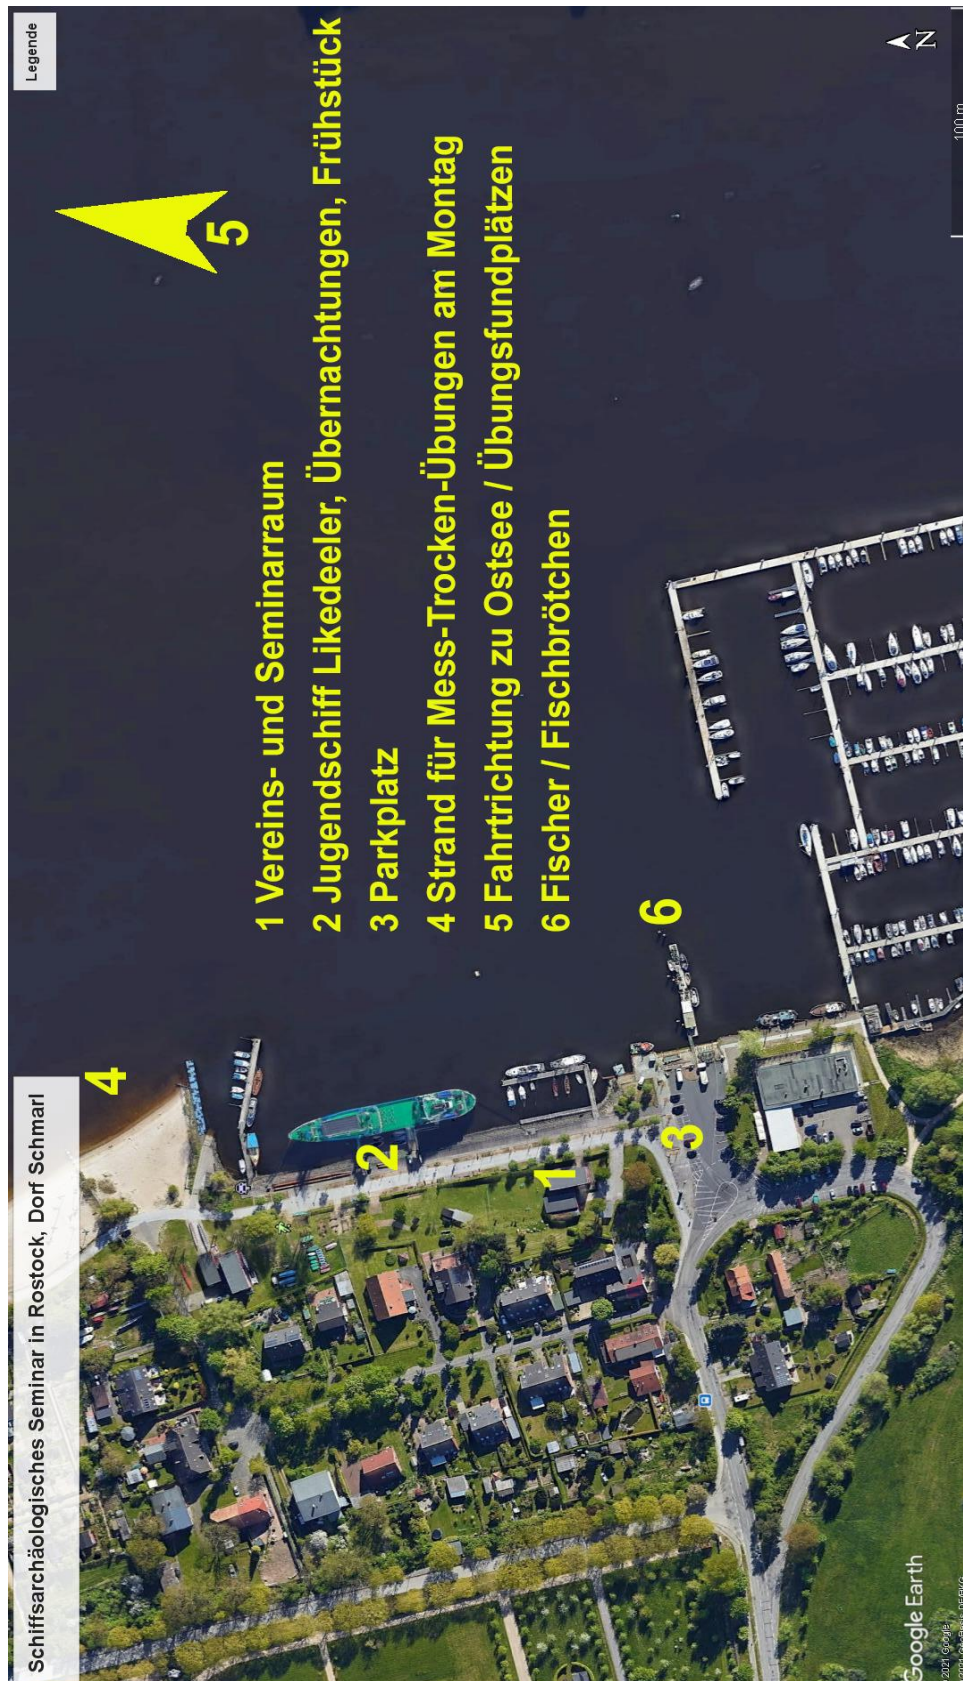 Schiffsarchäologisches Seminar in Rostock, Dorf Schmarl
Legende
4
5
1 Vereins- und Seminarraum
2 Jugendschiff Likedeeler, Übernachtungen, Frühstück
3 Parkplatz
4 Strand für Mess-Trocken-Übungen am Montag
5 Fahrtrichtung zu Ostsee / Übungsfundplätzen
6 Fischer / Fischbrötchen
2
1
3
6
N
Google Earth
2021 Google
100 m